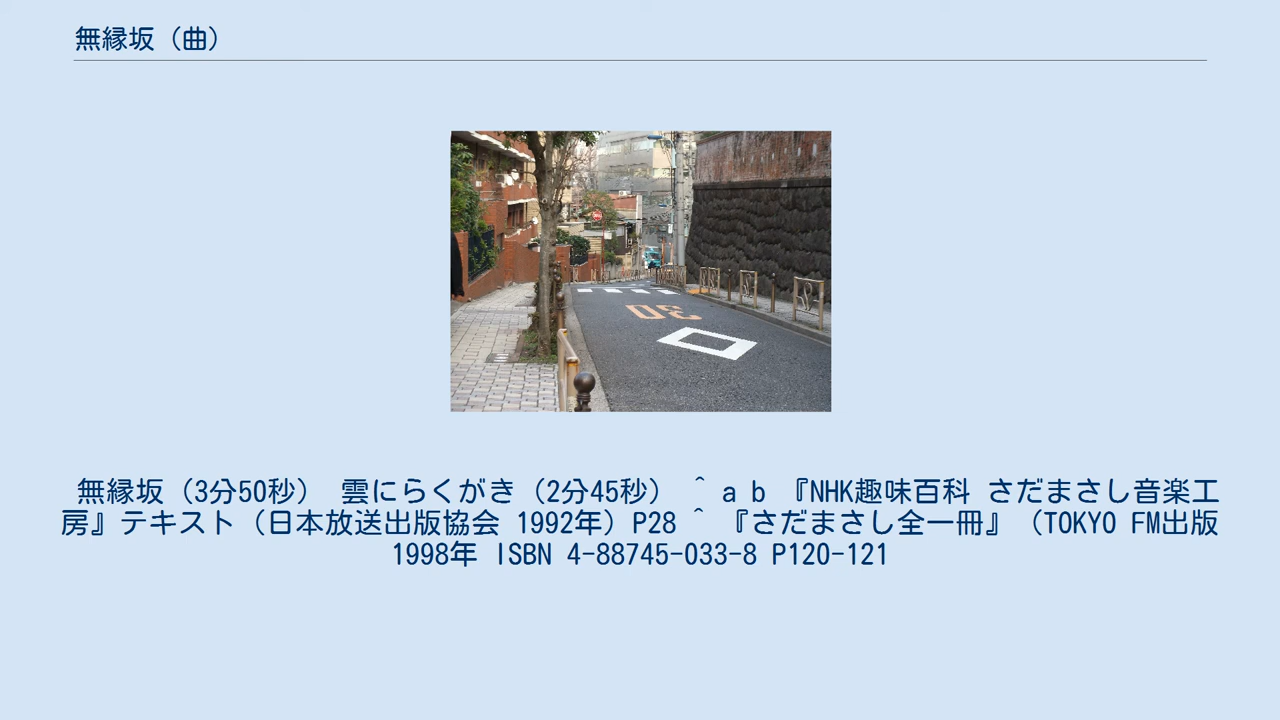 無縁坂（曲）
30
無縁坂（3分50秒） 雲にらくがき（2分45秒） ^ a b 『NHK趣味百科 さだまさし音楽工
房』テキスト（日本放送出版協会 1992年）P28 ^ 『さだまさし全一冊』（TOKYO FM出版
1998年 ISBN 4-88745-033-8 P120-121